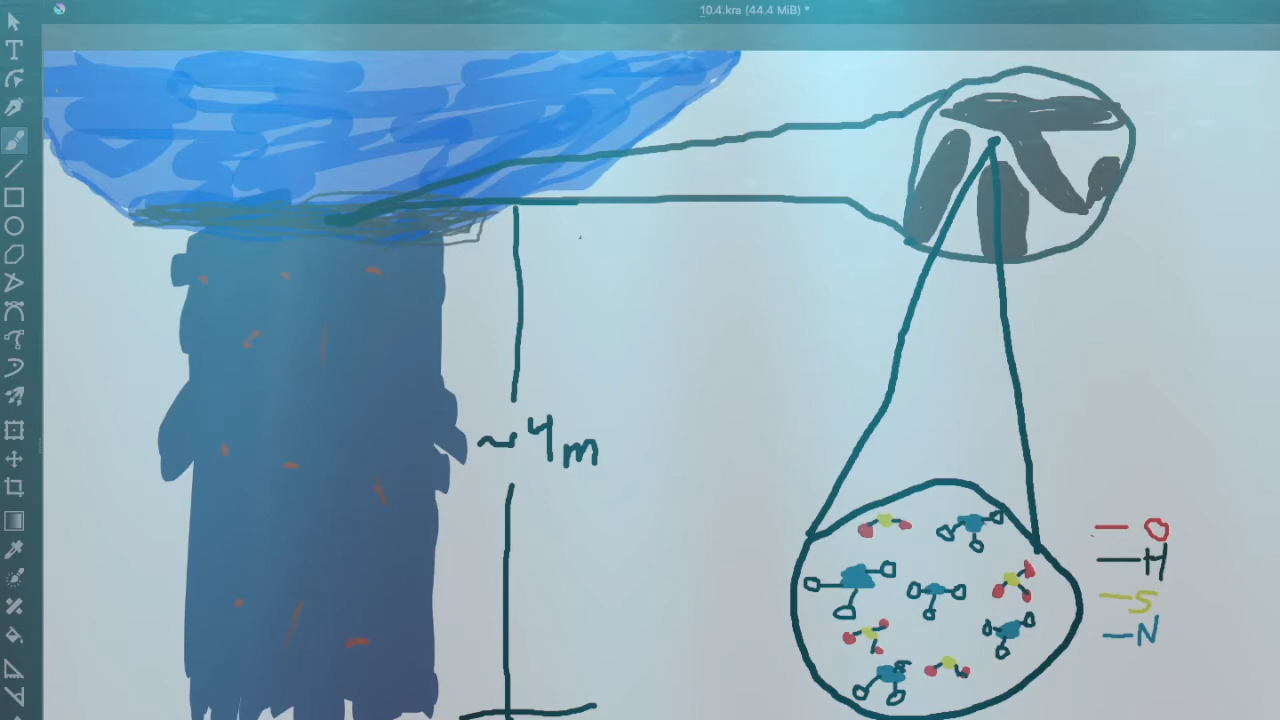 10.4.kra (44.4 MiB) *
~4m
— O
— H
— S
— N